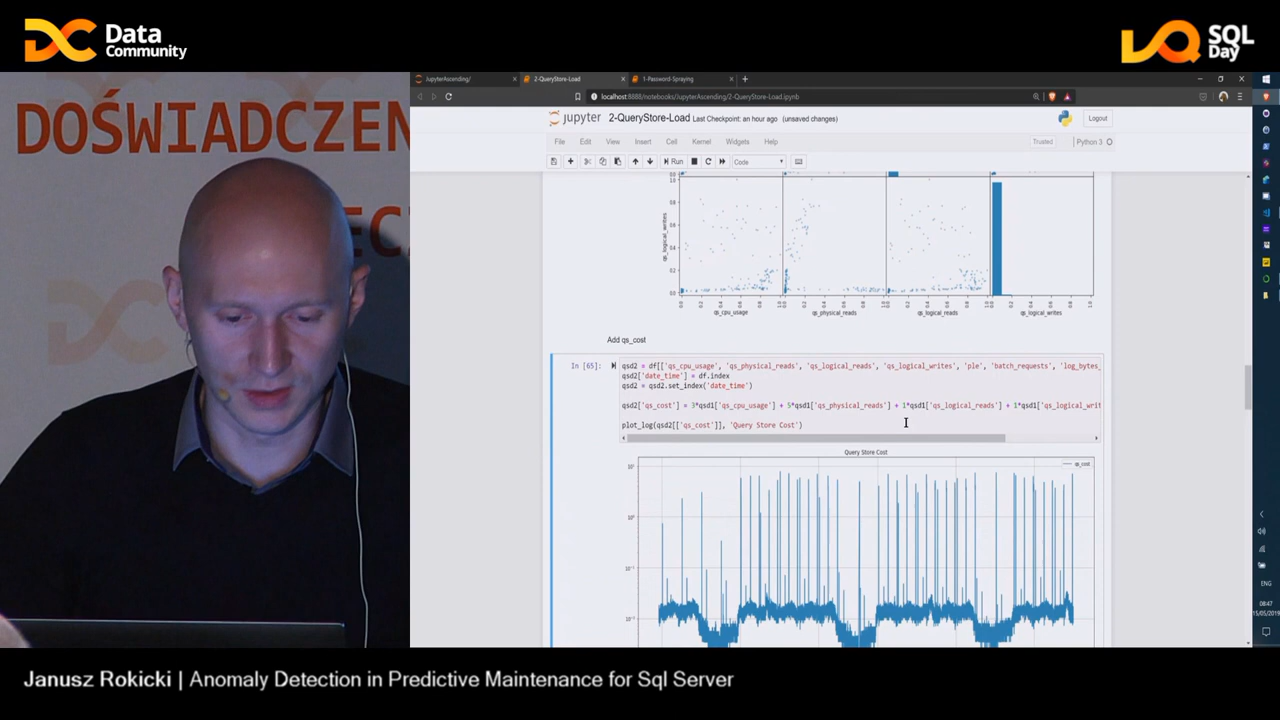 Data
Community
SQL
Day
DOŚWIADCZEN
JupyterAscending/
2-QueryStore-Load
1-Password-Spraying
localhost:8888/notebooks/JupyterAscending/2-QueryStore-Load.ipynb
jupyter 2-QueryStore-Load Last Checkpoint: an hour ago (unsaved changes)
Logout
File Edit View Insert Cell Kernel Widgets Help
Trusted
Python 3
Run
Code
qs_logical_writes
qs_cpu_usage
qs_physical_reads
qs_logical_reads
qs_logical_writes
Add qs_cost
In [65]:
qsd2 = df[['qs_cpu_usage', 'qs_physical_reads', 'qs_logical_reads', 'qs_logical_writes', 'ple', 'batch_requests', 'log_bytes_
qsd2['date_time'] = df.index
qsd2 = qsd2.set_index('date_time')
qsd2['qs_cost'] = 3*qsd1['qs_cpu_usage'] + 5*qsd1['qs_physical_reads'] + 1*qsd1['qs_logical_reads'] + 1*qsd1['qs_logical_writ
plot_log(qsd2[['qs_cost']], 'Query Store Cost')
Query Store Cost
qs_cost
ENG
08:47
15/05/2019
Janusz Rokicki | Anomaly Detection in Predictive Maintenance for Sql Server